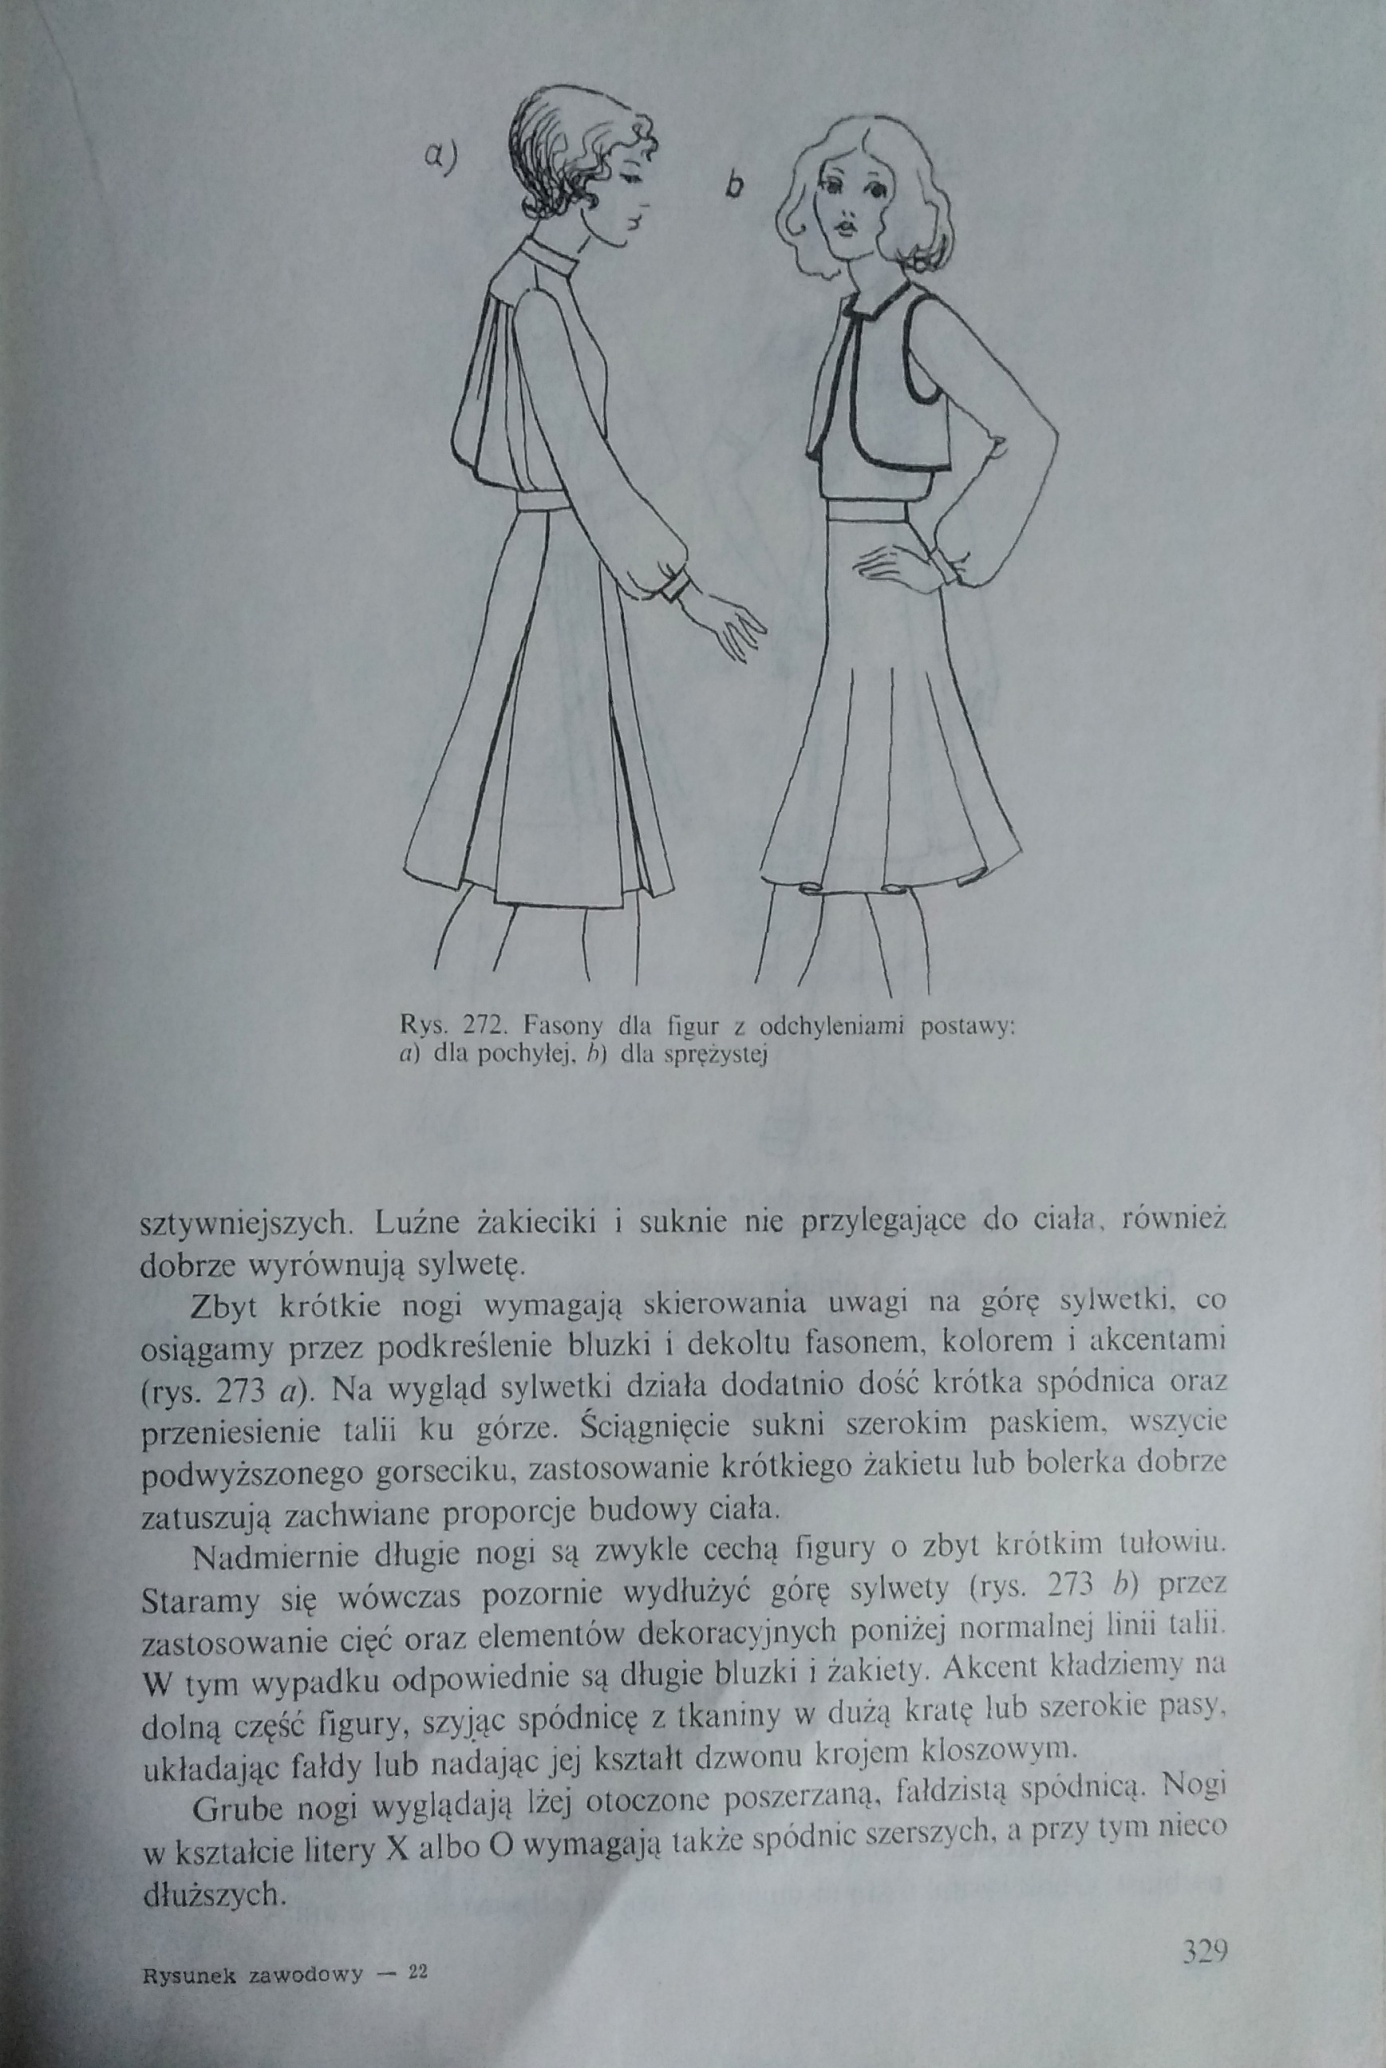 a)
b
Rys. 272. Fasony dla figur z odchyleniami postawy:
a) dla pochyłej, b) dla sprężystej
sztywniejszych. Luźne żakieciki i suknie nie przylegające do ciała, również
dobrze wyrównują sylwetę.
Zbyt krótkie nogi wymagają skierowania uwagi na górę sylwetki, co
osiągamy przez podkreślenie bluzki i dekoltu fasonem, kolorem i akcentami
(rys. 273 a). Na wygląd sylwetki działa dodatnio dość krótka spódnica oraz
przeniesienie talii ku górze. Ściągnięcie sukni szerokim paskiem, wszycie
podwyższonego gorseciku, zastosowanie krótkiego żakietu lub bolerka dobrze
zatuszują zachwiane proporcje budowy ciała.
Nadmiernie długie nogi są zwykle cechą figury o zbyt krótkim tułowiu.
Staramy się wówczas pozornie wydłużyć górę sylwety (rys. 273 b) przez
zastosowanie cięć oraz elementów dekoracyjnych poniżej normalnej linii talii.
W tym wypadku odpowiednie są długie bluzki i żakiety. Akcent kładziemy na
dolną część figury, szyjąc spódnicę z tkaniny w dużą kratę lub szerokie pasy,
układając fałdy lub nadając jej kształt dzwonu krojem kloszowym.
Grube nogi wyglądają lżej otoczone poszerzaną, fałdzistą spódnicą. Nogi
w kształcie litery X albo O wymagają także spódnic szerszych, a przy tym nieco
dłuższych.
Rysunek zawodowy — 22
329